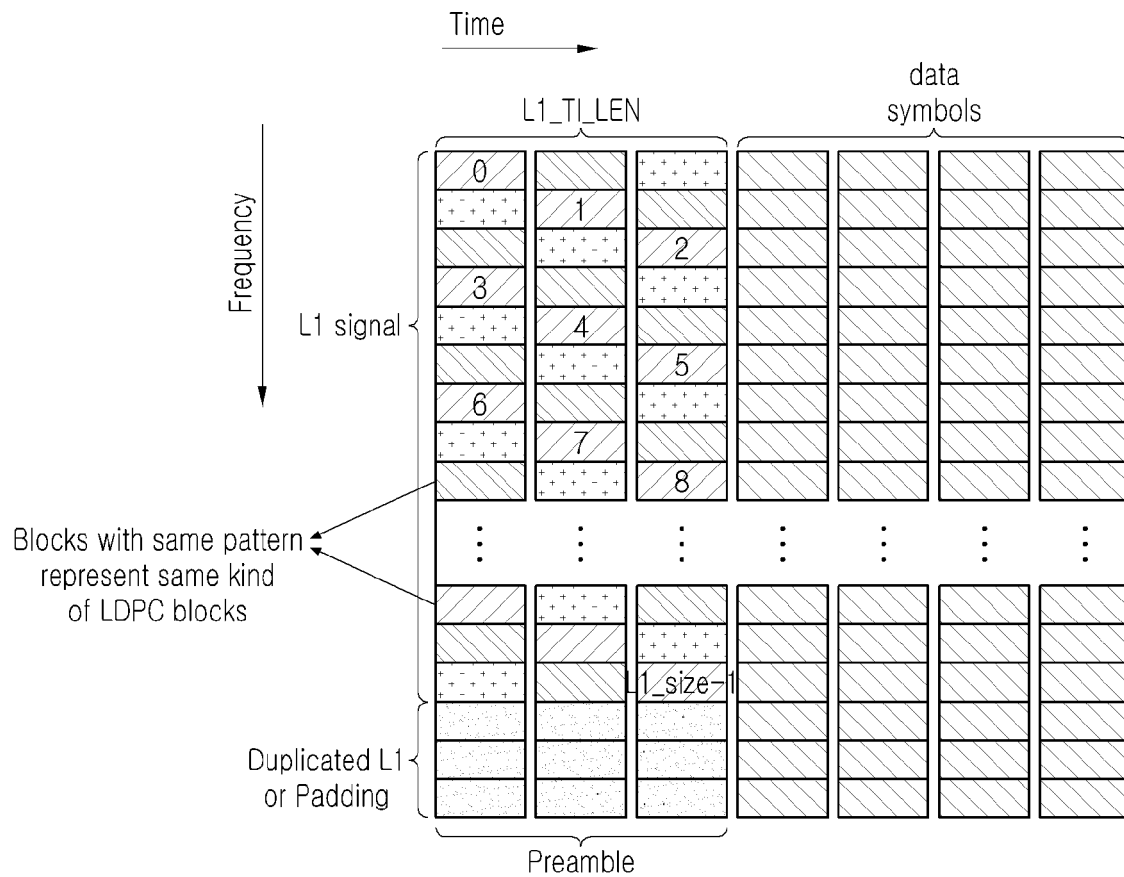 Time
data
symbols
L1_TI_LEN
Frequency
L1 signal
0
1
2
3
4
5
6
7
8
Blocks with same pattern
represent same kind
of LDPC blocks
L1_size-1
Duplicated L1
or Padding
Preamble